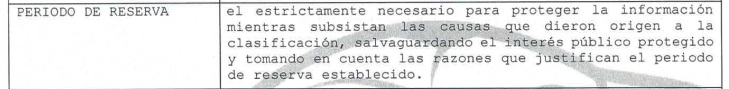 PERIODO DE RESERVA
el estrictamente necesario para proteger la información
mientras subsistan las causas que dieron origen a la
clasificación, salvaguardando el interés público protegido
y tomando en cuenta las razones que justifican el periodo
de reserva establecido.